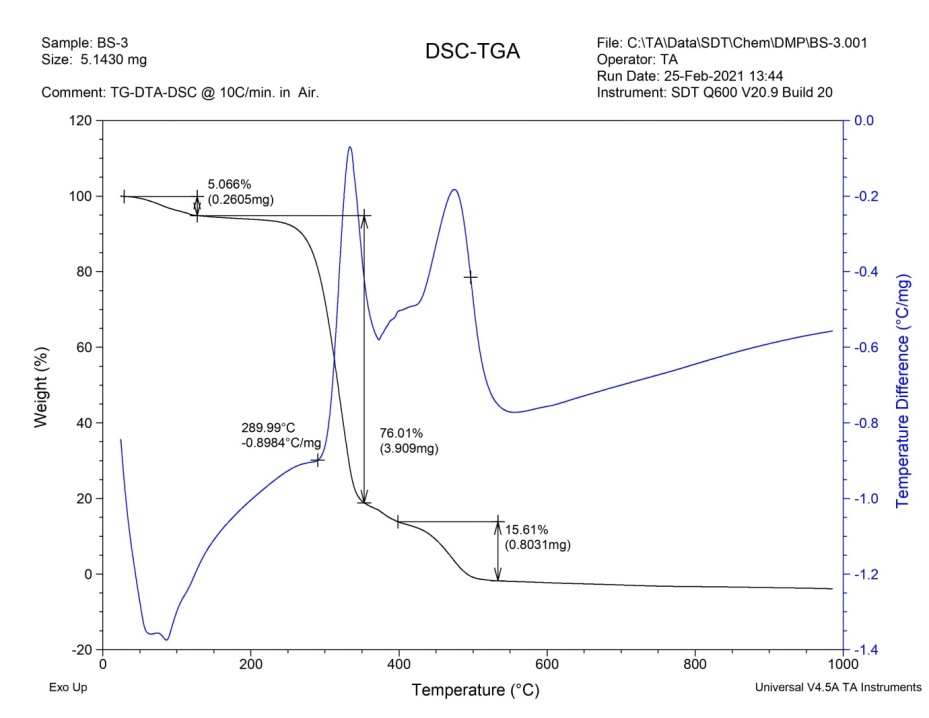 Sample: BS-3
Size:  5.1430 mg
Comment: TG-DTA-DSC @ 10C/min. in  Air.
DSC-TGA
File: C:\TA\Data\SDT\Chem\DMP\BS-3.001
Operator: TA
Run Date: 25-Feb-2021 13:44
Instrument: SDT Q600 V20.9 Build 20
120
100
80
60
40
20
0
-20
Weight (%)
5.066%
(0.2605mg)
289.99°C
-0.8984°C/mg
76.01%
(3.909mg)
15.61%
(0.8031mg)
0.0
-0.2
-0.4
-0.6
-0.8
-1.0
-1.2
-1.4
Temperature Difference (°C/mg)
0
200
400
600
800
1000
Exo Up
Temperature (°C)
Universal V4.5A TA Instruments